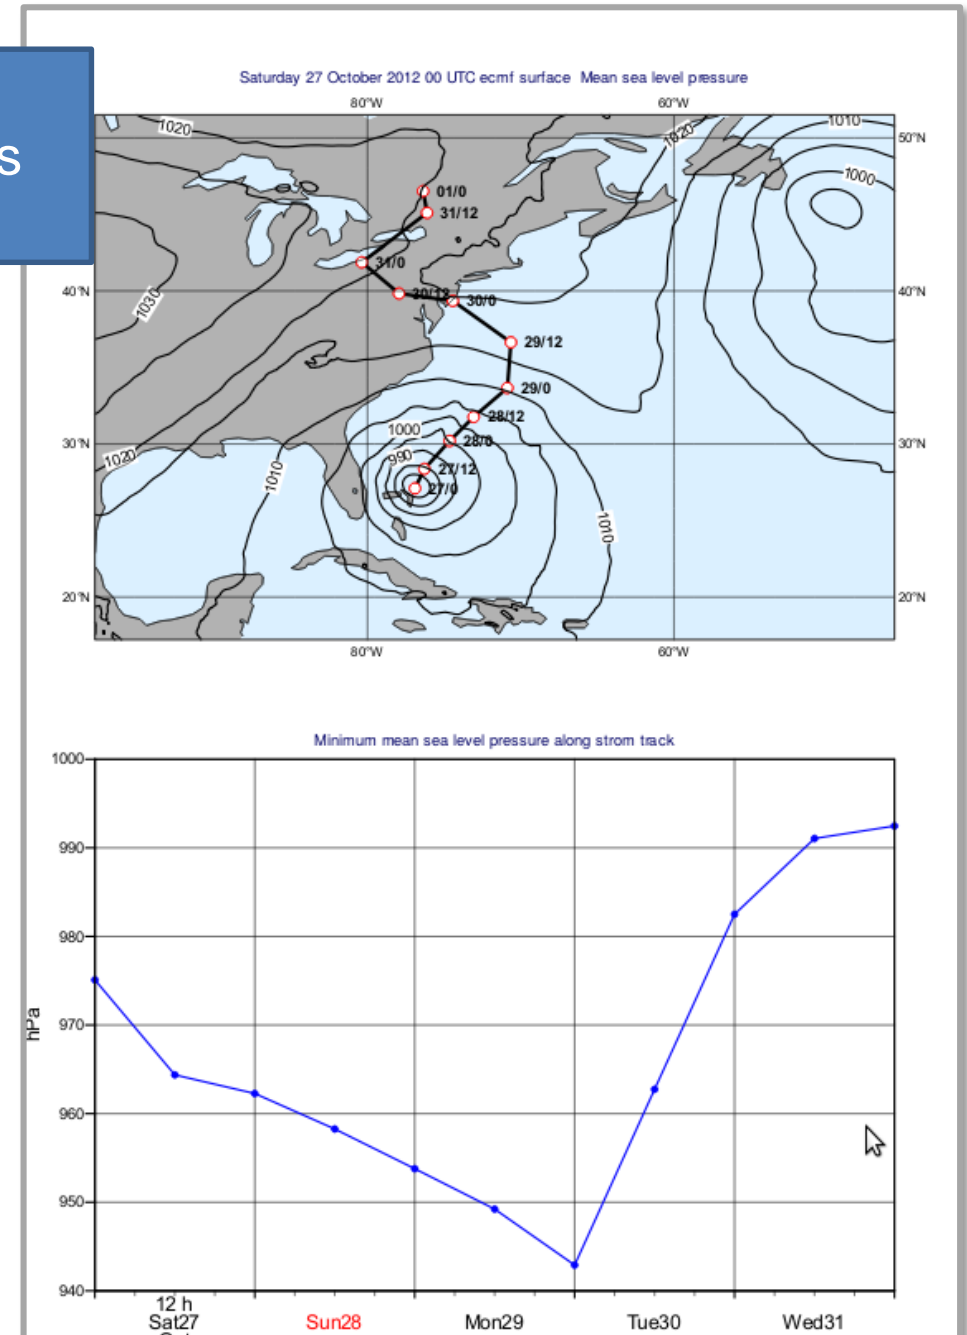 s
Saturday 27 October 2012 00 UTC ecmf surface  Mean sea level pressure
80°W 60°W
1020 1020 1010 50°N
1000
01/0
31/12
31/0
1030
40°N 30/12 30/0 40°N
29/12
29/0
28/12
1000
30°N 28/0 30°N
1020 990
1010 27/12
27/0
1010
20°N 20°N
80°W 60°W
Minimum mean sea level pressure along strom track
1000
990
980
970
hPa
960
950
940
12 h
Sat27 Sun28 Mon29 Tue30 Wed31